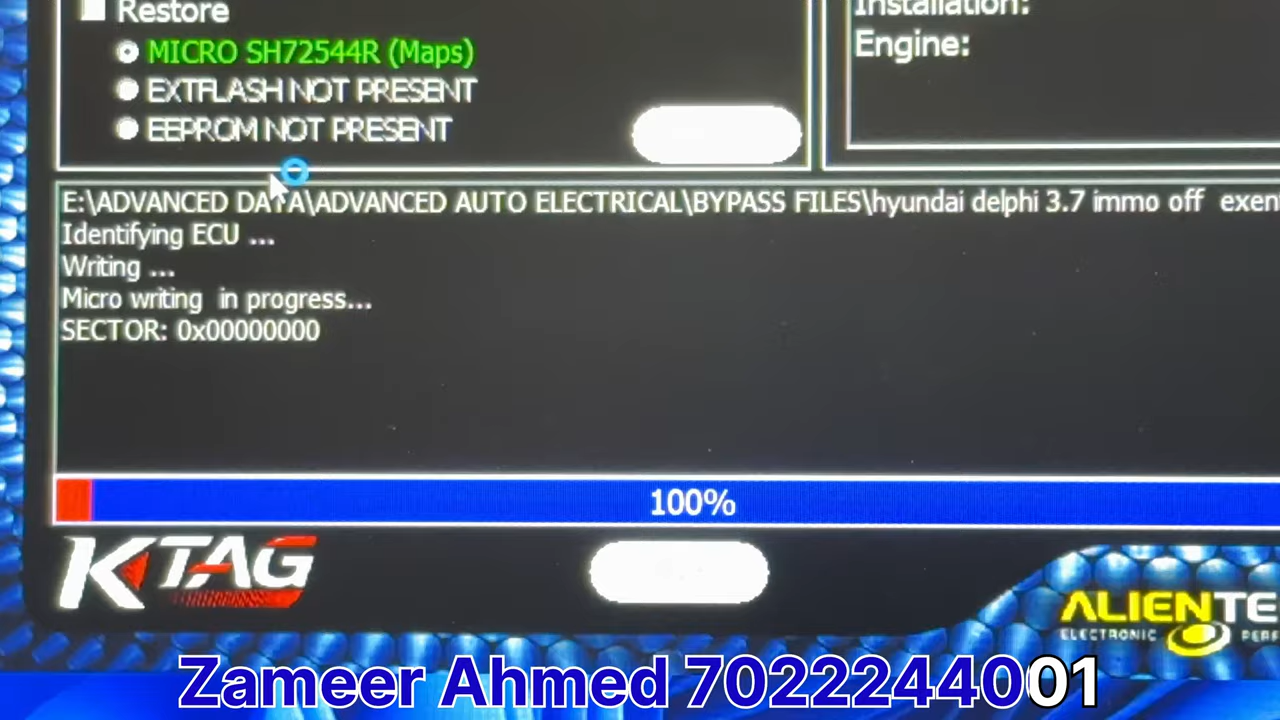 Restore
MICRO SH72544R (Maps)
EXTFLASH NOT PRESENT
EEPROM NOT PRESENT
Installation:
Engine:
E:\ADVANCED DATA\ADVANCED AUTO ELECTRICAL\BYPASS FILES\hyundai delphi 3.7 immo off exen
Identifying ECU ...
Writing ...
Micro writing in progress...
SECTOR: 0x00000000
100%
KTAG
ALIENTE
ELECTRONIC PERF
Zameer Ahmed 7022244001